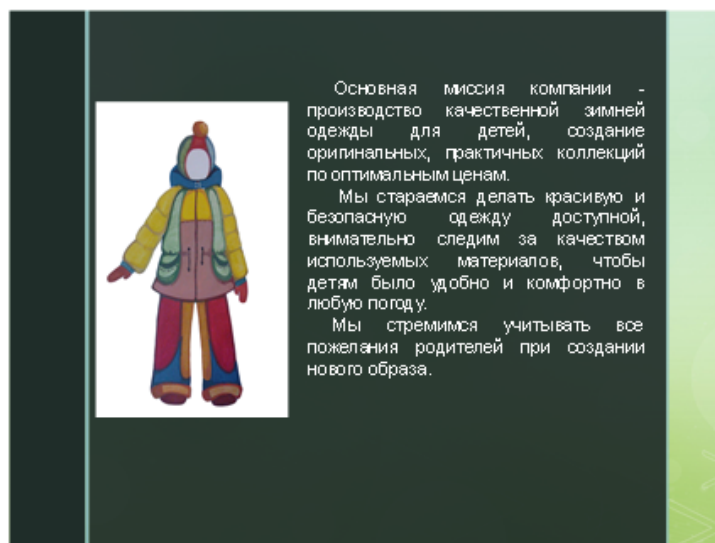 Основная миссия компании -
производство качественной зимней
одежды для детей, создание
оригинальных, практичных коллекций
по оптимальным ценам.
Мы стараемся делать красивую и
безопасную одежду доступной,
внимательно следим за качеством
используемых материалов, чтобы
детям было удобно и комфортно в
любую погоду.
Мы стремимся учитывать все
пожелания родителей при создании
нового образа.